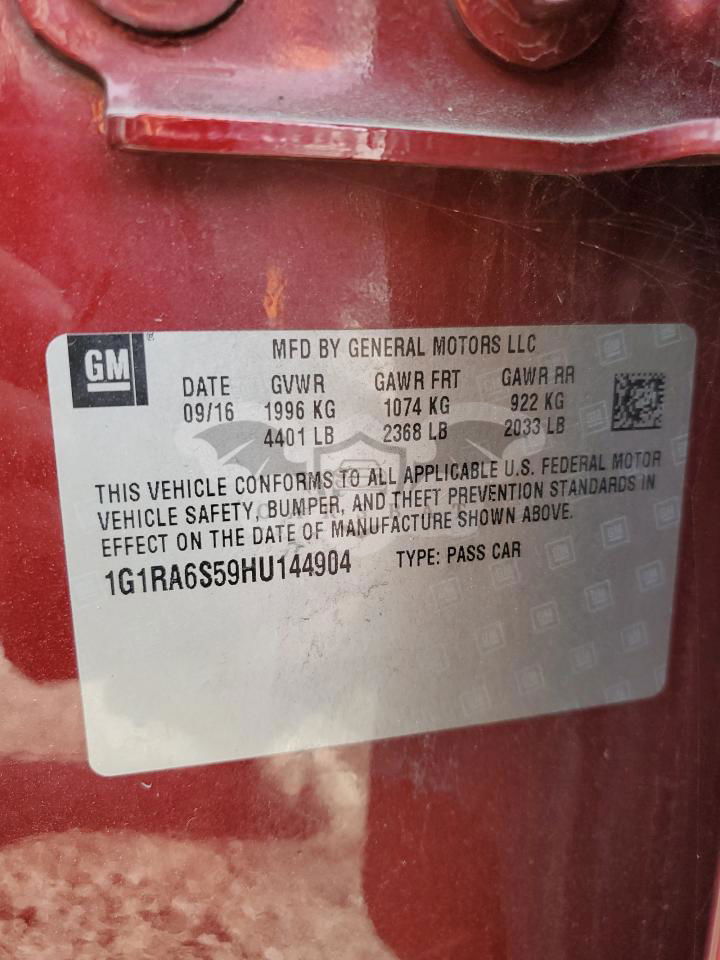 GM
MFD BY GENERAL MOTORS LLC
DATE GVWR GAWR FRT GAWR RR
09/16 1996 KG 1074 KG 922 KG
4401 LB 2368 LB 2033 LB
THIS VEHICLE CONFORMS TO ALL APPLICABLE U.S. FEDERAL MOTOR
VEHICLE SAFETY, BUMPER, AND THEFT PREVENTION STANDARDS IN
EFFECT ON THE DATE OF MANUFACTURE SHOWN ABOVE.
1G1RA6S59HU144904 TYPE: PASS CAR